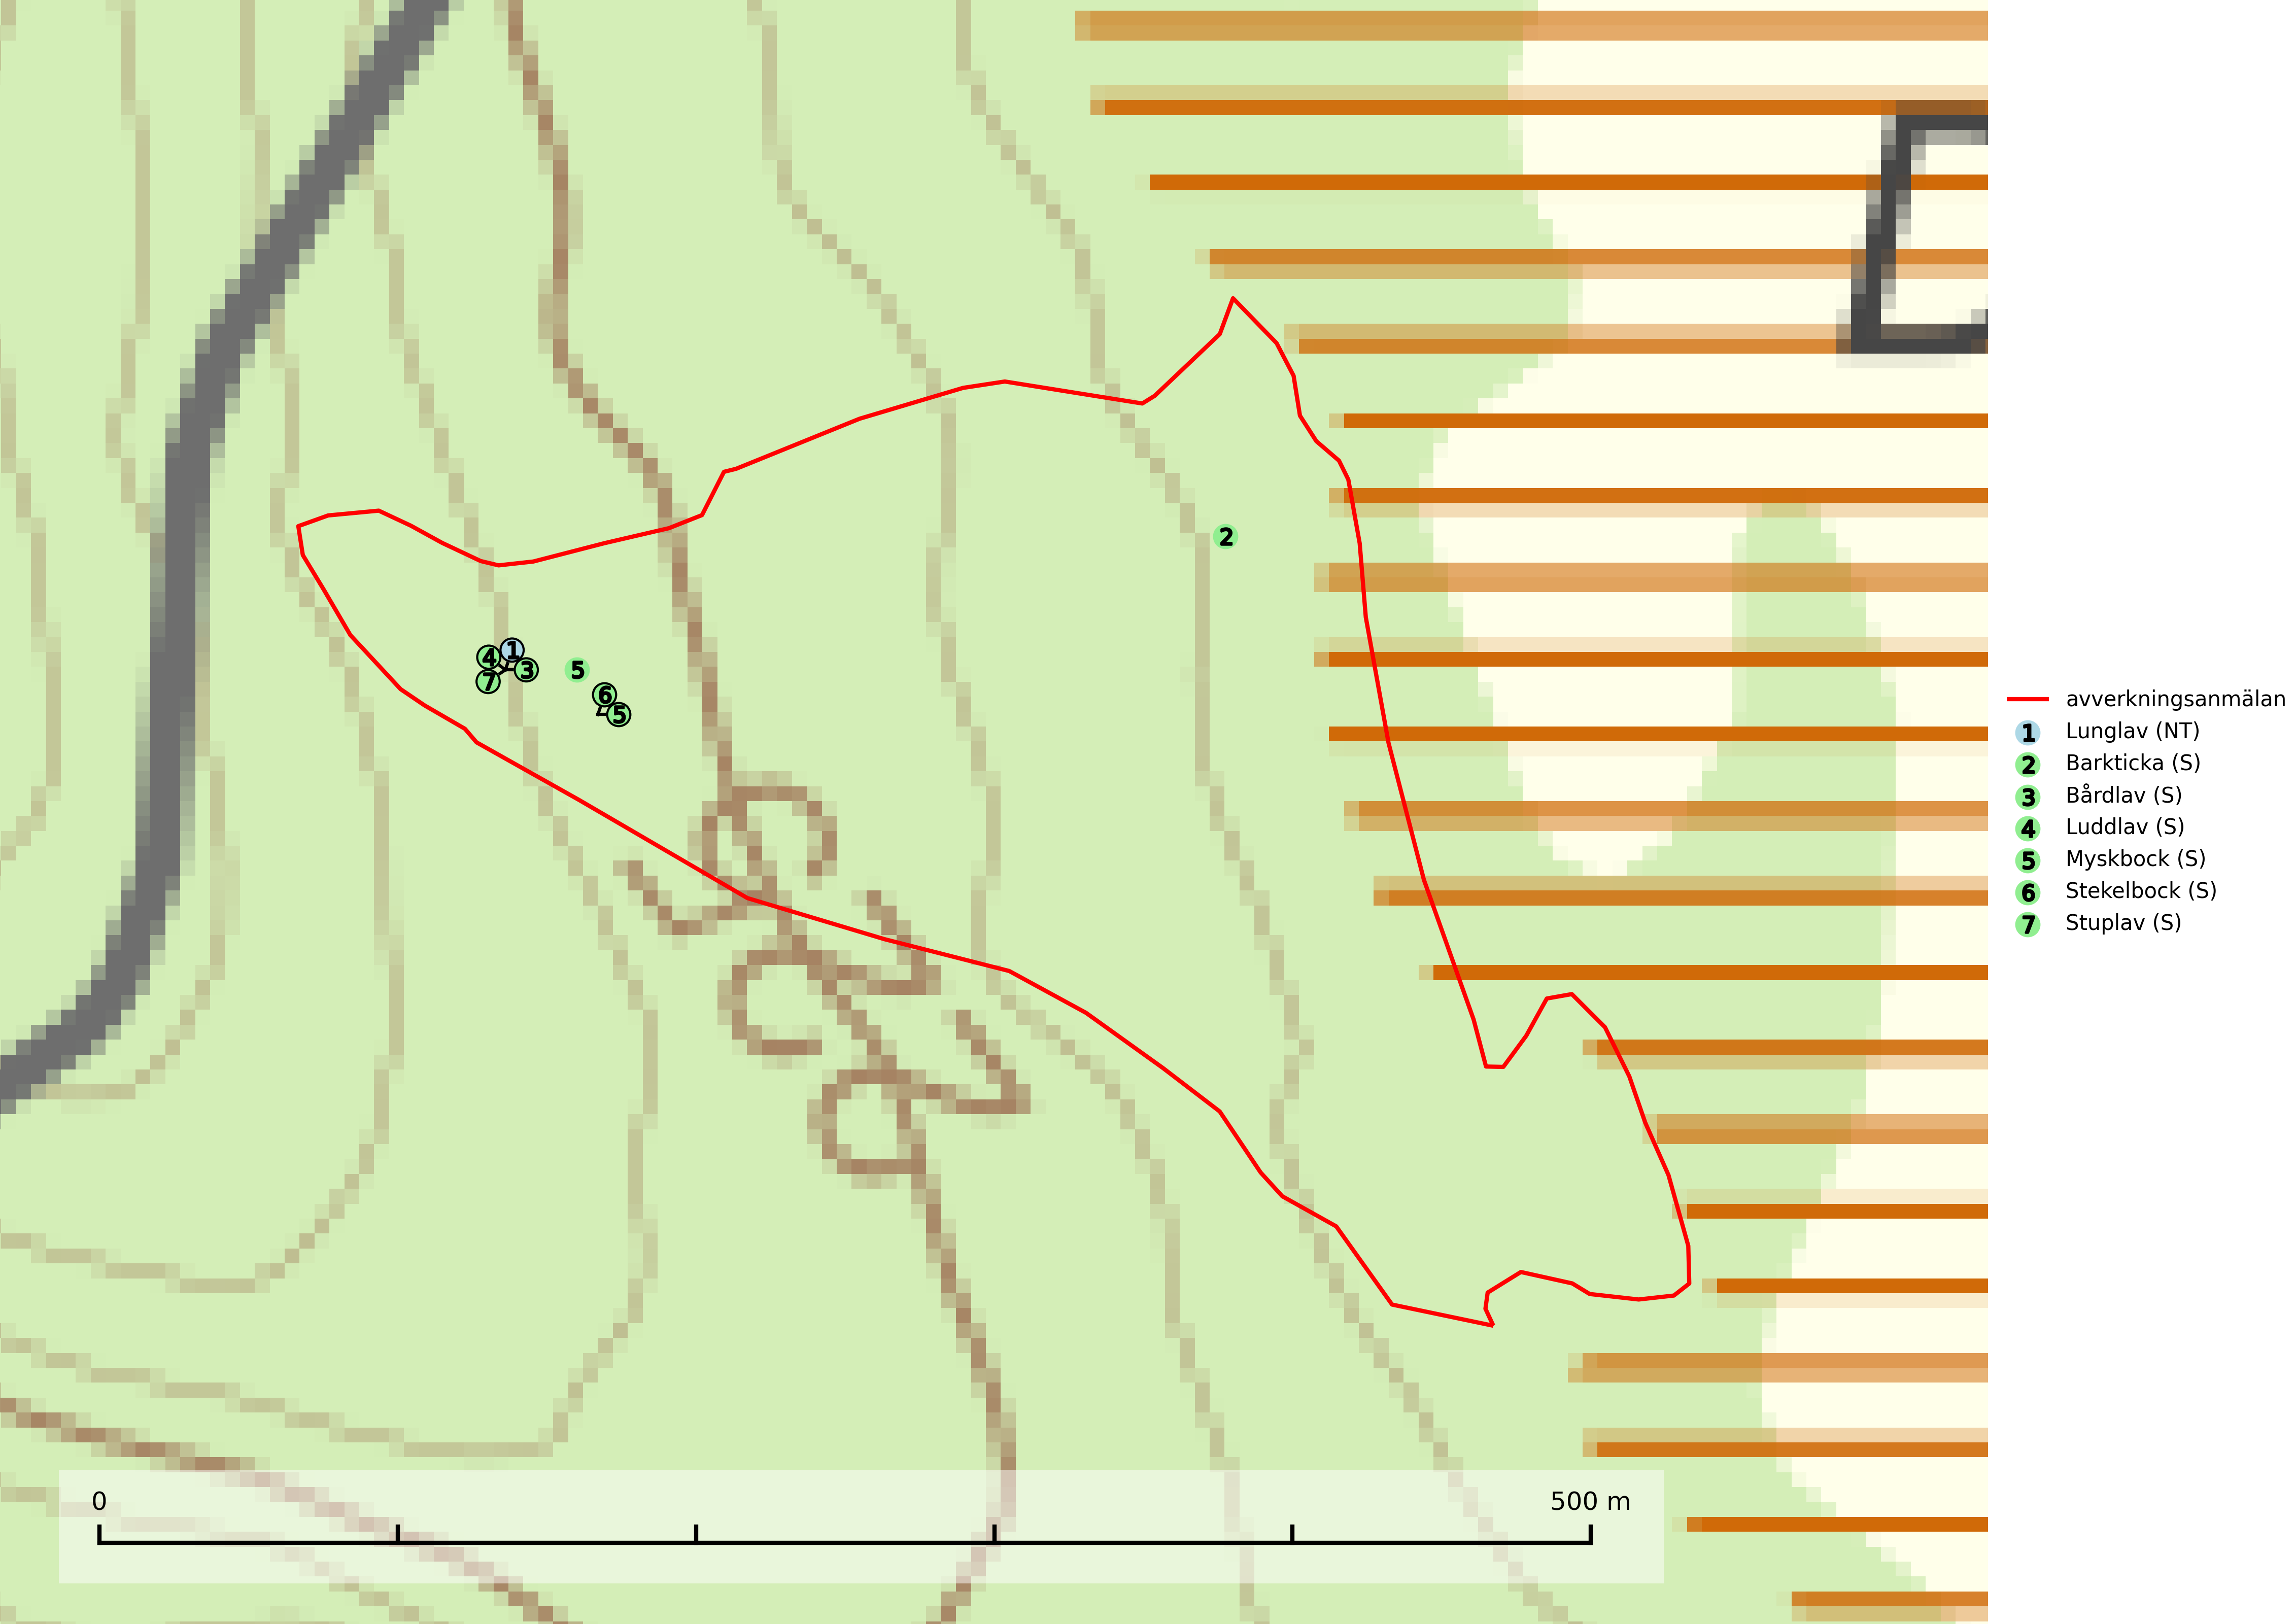 2
1
4
3
5
7
6
5
avverkningsanmälan
1 Lunglav (NT)
2 Barkticka (S)
3 Bårdlav (S)
4 Luddlav (S)
5 Myskbock (S)
6 Stekelbock (S)
7 Stuplav (S)
0 500 m